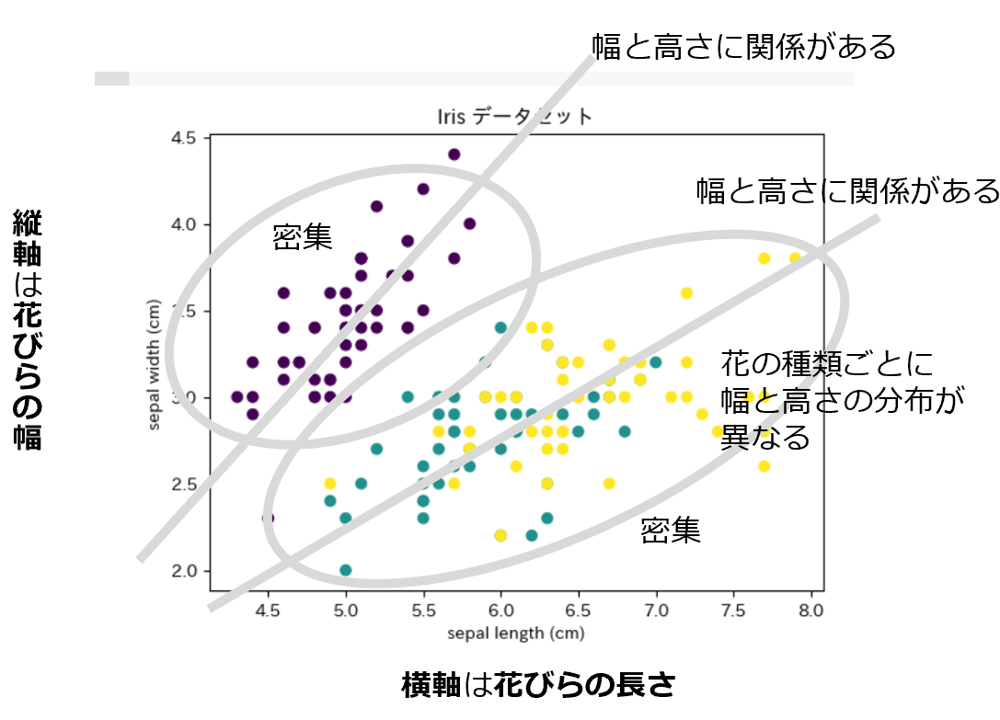 幅と高さに関係がある
Iris データセット
幅と高さに関係がある
密集
縦軸は花びらの幅
sepal width (cm)
4.5
4.0
3.5
3.0
2.5
2.0
花の種類ごとに
幅と高さの分布が
異なる
密集
4.5 5.0 5.5 6.0 6.5 7.0 7.5 8.0
sepal length (cm)
横軸は花びらの長さ